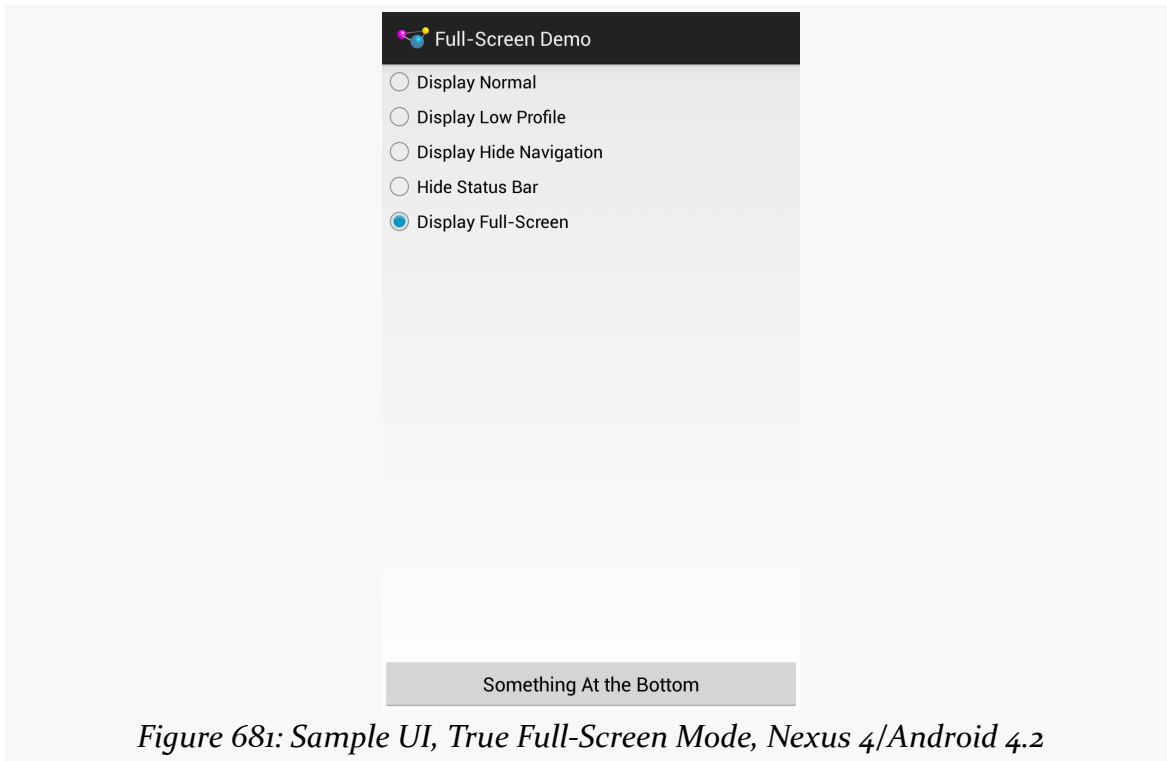 Full-Screen Demo
Display Normal
Display Low Profile
Display Hide Navigation
Hide Status Bar
Display Full-Screen
Something At the Bottom
Figure 681: Sample UI, True Full-Screen Mode, Nexus 4/Android 4.2